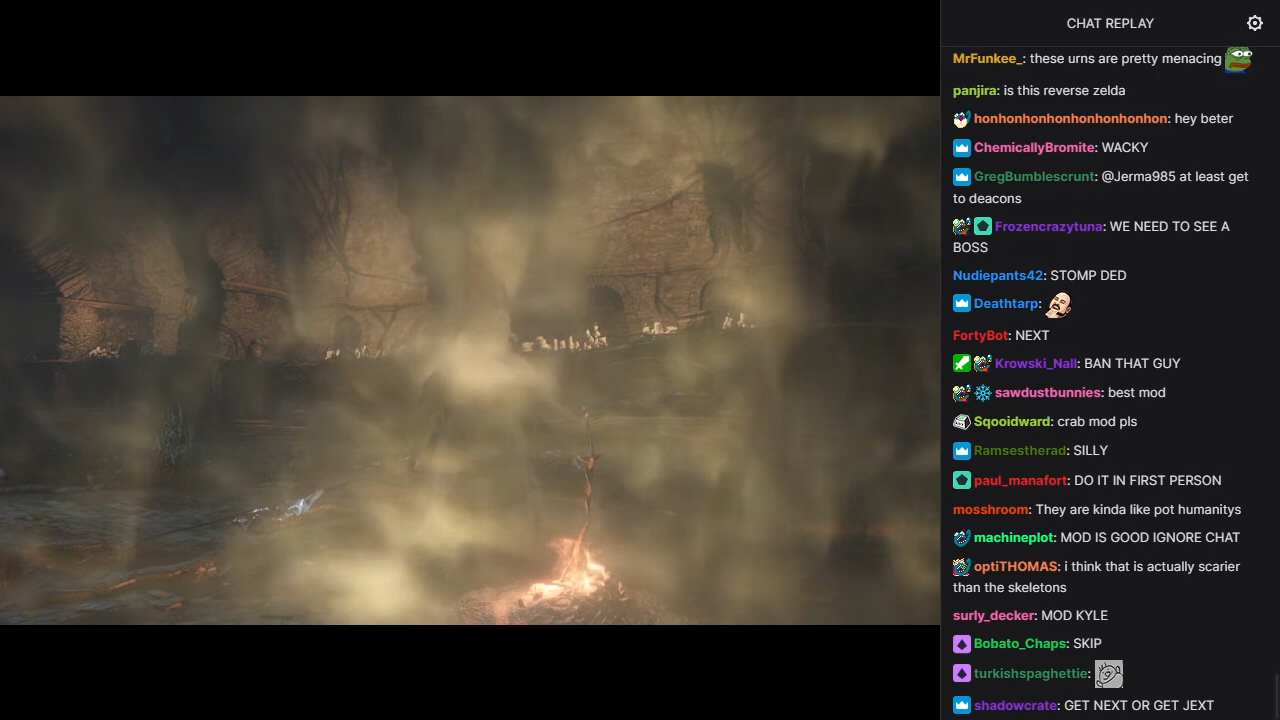 CHAT REPLAY
MrFunkee_: these urns are pretty menacing
panjira: is this reverse zelda
honhonhonhonhonhonhonhon: hey beter
ChemicallyBromite: WACKY
GregBumblescrunt: @Jerma985 at least get
to deacons
Frozencrazytuna: WE NEED TO SEE A
BOSS
Nudiepants42: STOMP DED
Deathtarp:
FortyBot: NEXT
Krowski_Nall: BAN THAT GUY
sawdustbunnies: best mod
Sqooidward: crab mod pls
Ramsestherad: SILLY
paul_manafort: DO IT IN FIRST PERSON
mosshroom: They are kinda like pot humanitys
machineplot: MOD IS GOOD IGNORE CHAT
optiTHOMAS: i think that is actually scarier
than the skeletons
surly_decker: MOD KYLE
Bobato_Chaps: SKIP
turkishspaghettie:
shadowcrate: GET NEXT OR GET JEXT